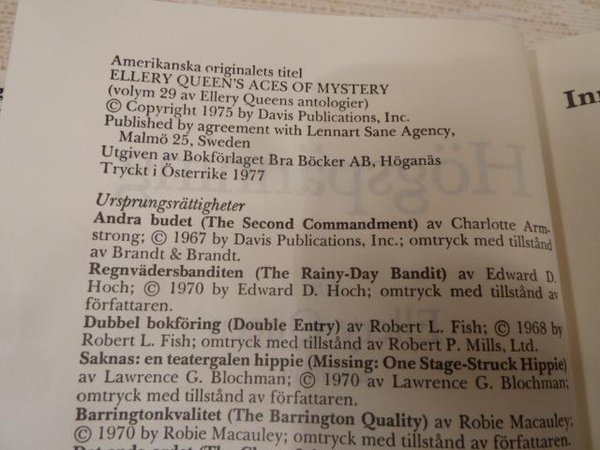 Amerikanska originalets titel
ELLERY QUEEN'S ACES OF MYSTERY
(volym 29 av Ellery Queens antologier)
© Copyright 1975 by Davis Publications, Inc.
Published by agreement with Lennart Sane Agency,
Malmö 25, Sweden
Utgiven av Bokförlaget Bra Böcker AB, Höganäs
Tryckt i Österrike 1977
Ursprungsrättigheter
Andra budet (The Second Commandment) av Charlotte Arm-
strong; © 1967 by Davis Publications, Inc.; omtryck med tillstånd
av Brandt & Brandt.
Regnvädersbanditen (The Rainy-Day Bandit) av Edward D.
Hoch; © 1970 by Edward D. Hoch; omtryck med tillstånd av
författaren.
Dubbel bokföring (Double Entry) av Robert L. Fish; © 1968 by
Robert L. Fish; omtryck med tillstånd av Robert P. Mills, Ltd.
Saknas: en teatergalen hippie (Missing: One Stage-Struck Hippie)
av Lawrence G. Blochman; © 1970 av Lawrence G. Blochman;
omtryck med tillstånd av författaren.
Barringtonkvalitet (The Barrington Quality) av Robie Macauley;
© 1970 by Robie Macauley; omtryck med tillstånd av författaren.